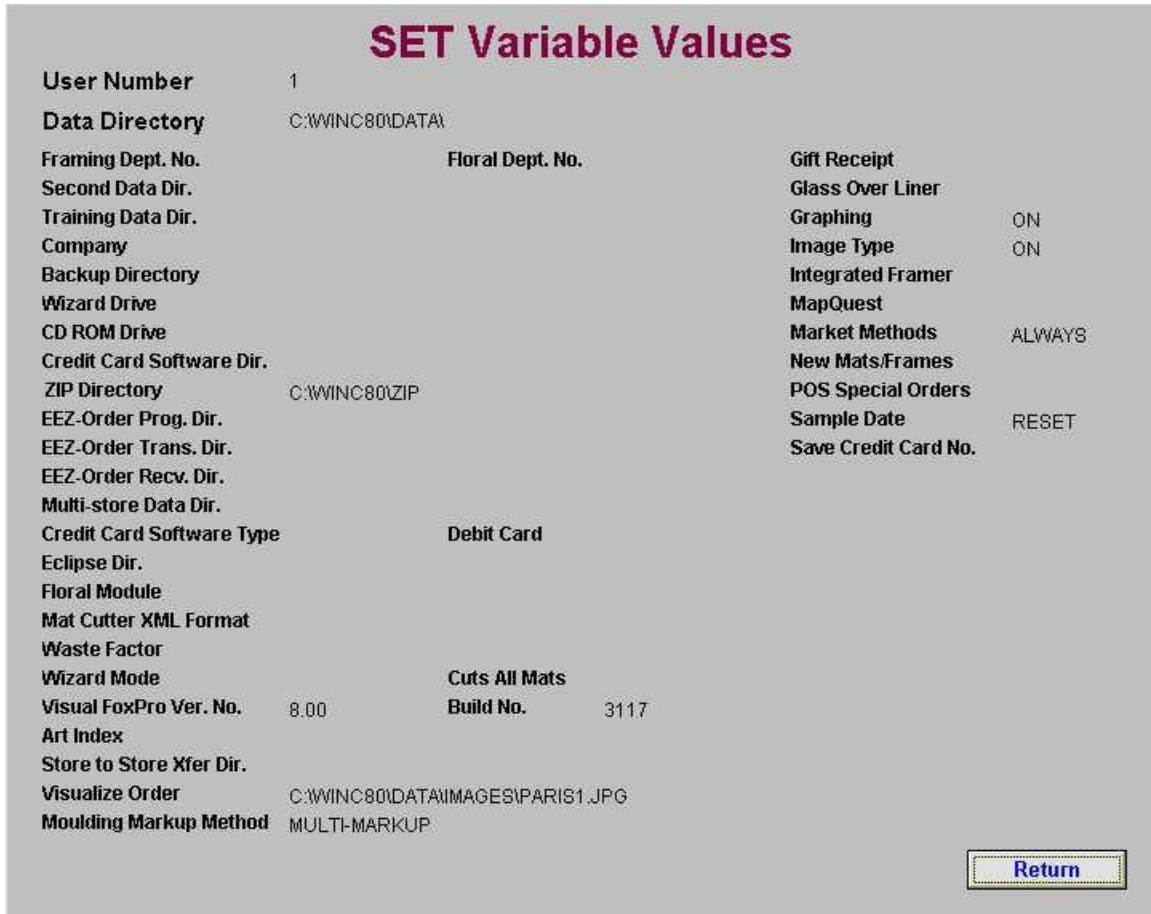 SET Variable Values
User Number 1
Data Directory C:\WINC80\DATA\
Framing Dept. No. Floral Dept. No. Gift Receipt
Second Data Dir. Glass Over Liner
Training Data Dir. Graphing ON
Company Image Type ON
Backup Directory Integrated Framer
Wizard Drive MapQuest
CD ROM Drive Market Methods ALWAYS
Credit Card Software Dir. New Mats/Frames
ZIP Directory C:\WINC80\ZIP POS Special Orders
EEZ-Order Prog. Dir. Sample Date RESET
EEZ-Order Trans. Dir. Save Credit Card No.
EEZ-Order Recv. Dir.
Multi-store Data Dir.
Credit Card Software Type Debit Card
Eclipse Dir.
Floral Module
Mat Cutter XML Format
Waste Factor
Wizard Mode Cuts All Mats
Visual FoxPro Ver. No. 8.00 Build No. 3117
Art Index
Store to Store Xfer Dir.
Visualize Order C:\WINC80\DATA\IMAGES\PARIS1.JPG
Moulding Markup Method MULTI-MARKUP
Return